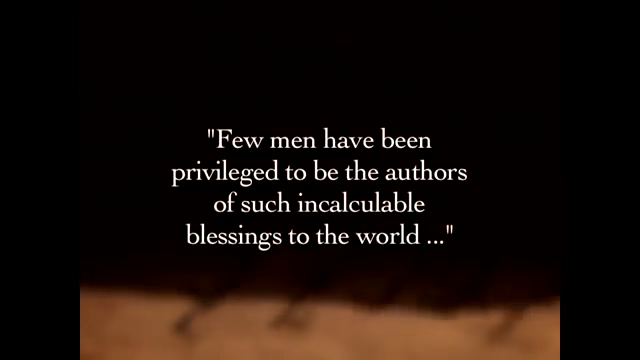 "Few men have been
privileged to be the authors
of such incalculable
blessings to the world ..."